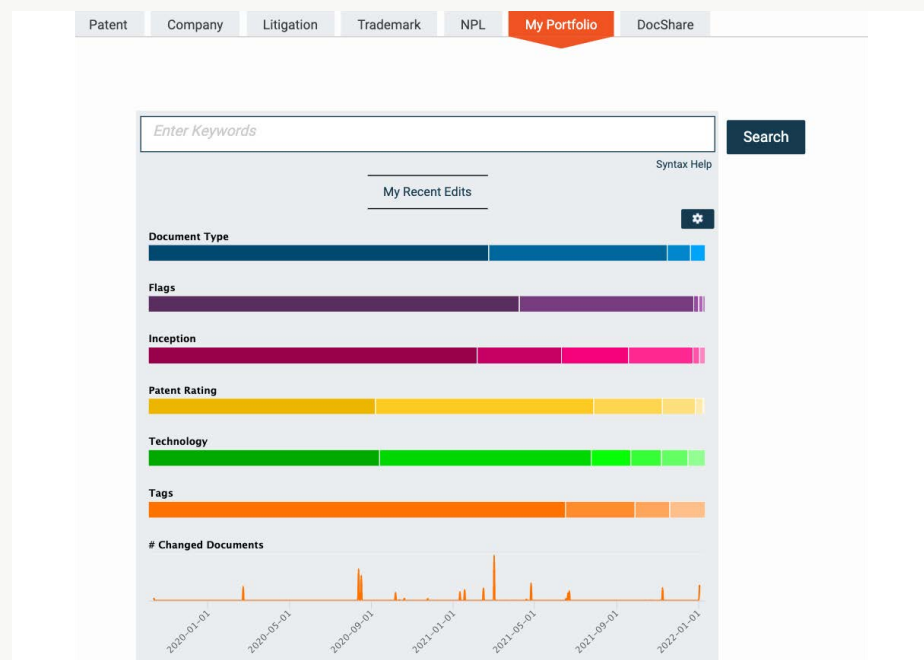 Patent Company Litigation Trademark NPL My Portfolio DocShare
Enter Keywords
Search
Syntax Help
My Recent Edits
Document Type
Flags
Inception
Patent Rating
Technology
Tags
# Changed Documents
2020-01-01 2020-05-01 2020-09-01 2021-01-01 2021-05-01 2021-09-01 2022-01-01